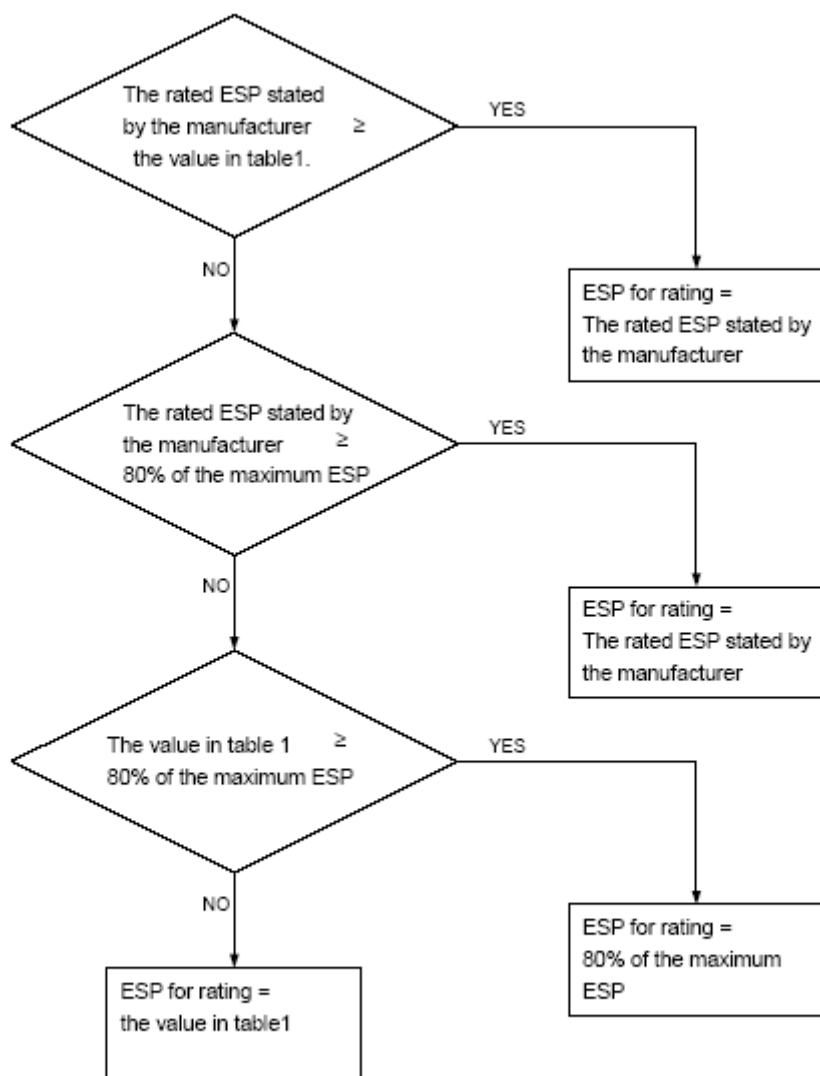 The rated ESP stated
by the manufacturer ≥
the value in table1.
YES
NO
ESP for rating =
The rated ESP stated by
the manufacturer
The rated ESP stated by
the manufacturer ≥
80% of the maximum ESP
YES
NO
ESP for rating =
The rated ESP stated by
the manufacturer
The value in table 1 ≥
80% of the maximum ESP
YES
NO
ESP for rating =
80% of the maximum
ESP
ESP for rating =
the value in table1